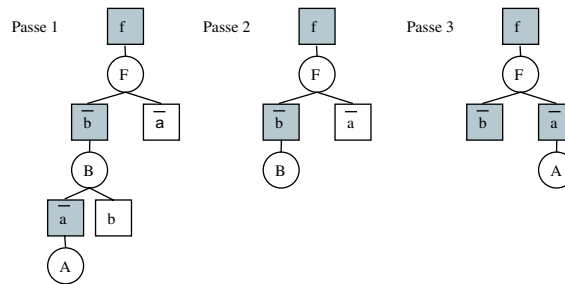 Passe 1 Passe 2 Passe 3
f f f
F F F
b̅ a̅ b̅ a̅ b̅ a̅
B B A
a̅ b
A